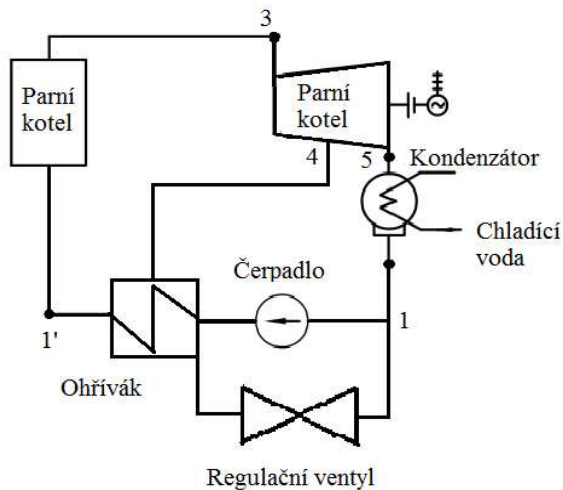 3
Parní
kotel
Parní
kotel
4
5
Kondenzátor
Chladící
voda
Čerpadlo
1
1'
Ohřívák
Regulační ventyl